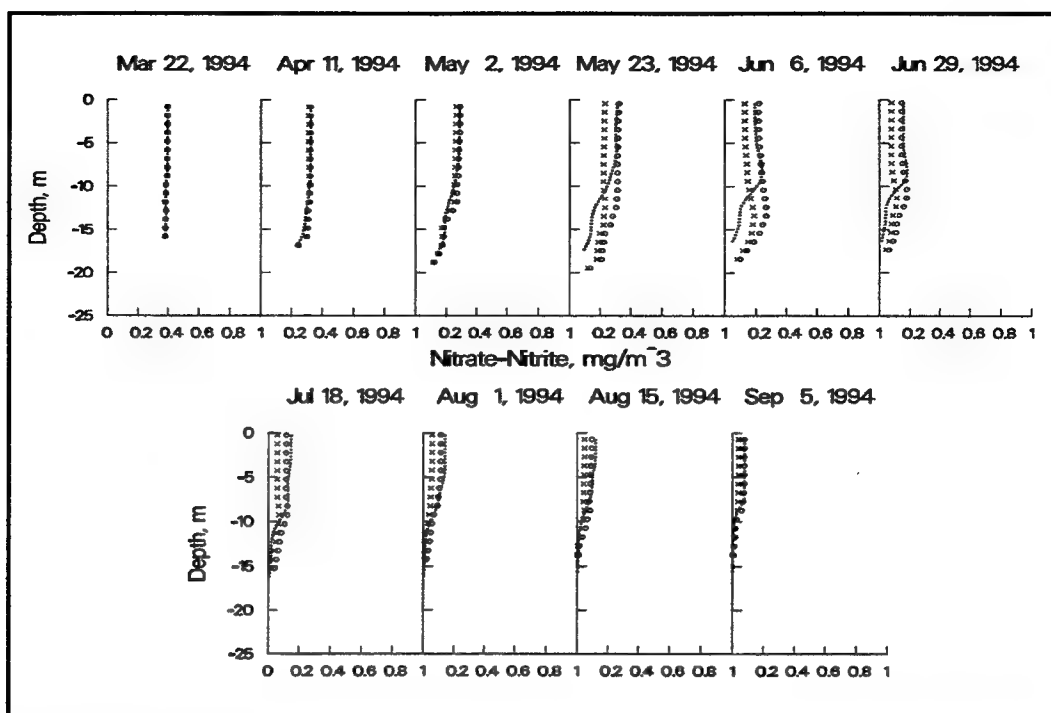 Mar 22, 1994 Apr 11, 1994 May 2, 1994 May 23, 1994 Jun 6, 1994 Jun 29, 1994
0
-5
-10
-15
-20
-25
Depth, m
0 0.2 0.4 0.6 0.8 1 0.2 0.4 0.6 0.8 1 0.2 0.4 0.6 0.8 1 0.2 0.4 0.6 0.8 1 0.2 0.4 0.6 0.8 1 0.2 0.4 0.6 0.8 1
Nitrate-Nitrite, mg/m^3
Jul 18, 1994 Aug 1, 1994 Aug 15, 1994 Sep 5, 1994
0
-5
-10
-15
-20
-25
Depth, m
0 0.2 0.4 0.6 0.8 1 0.2 0.4 0.6 0.8 1 0.2 0.4 0.6 0.8 1 0.2 0.4 0.6 0.8 1